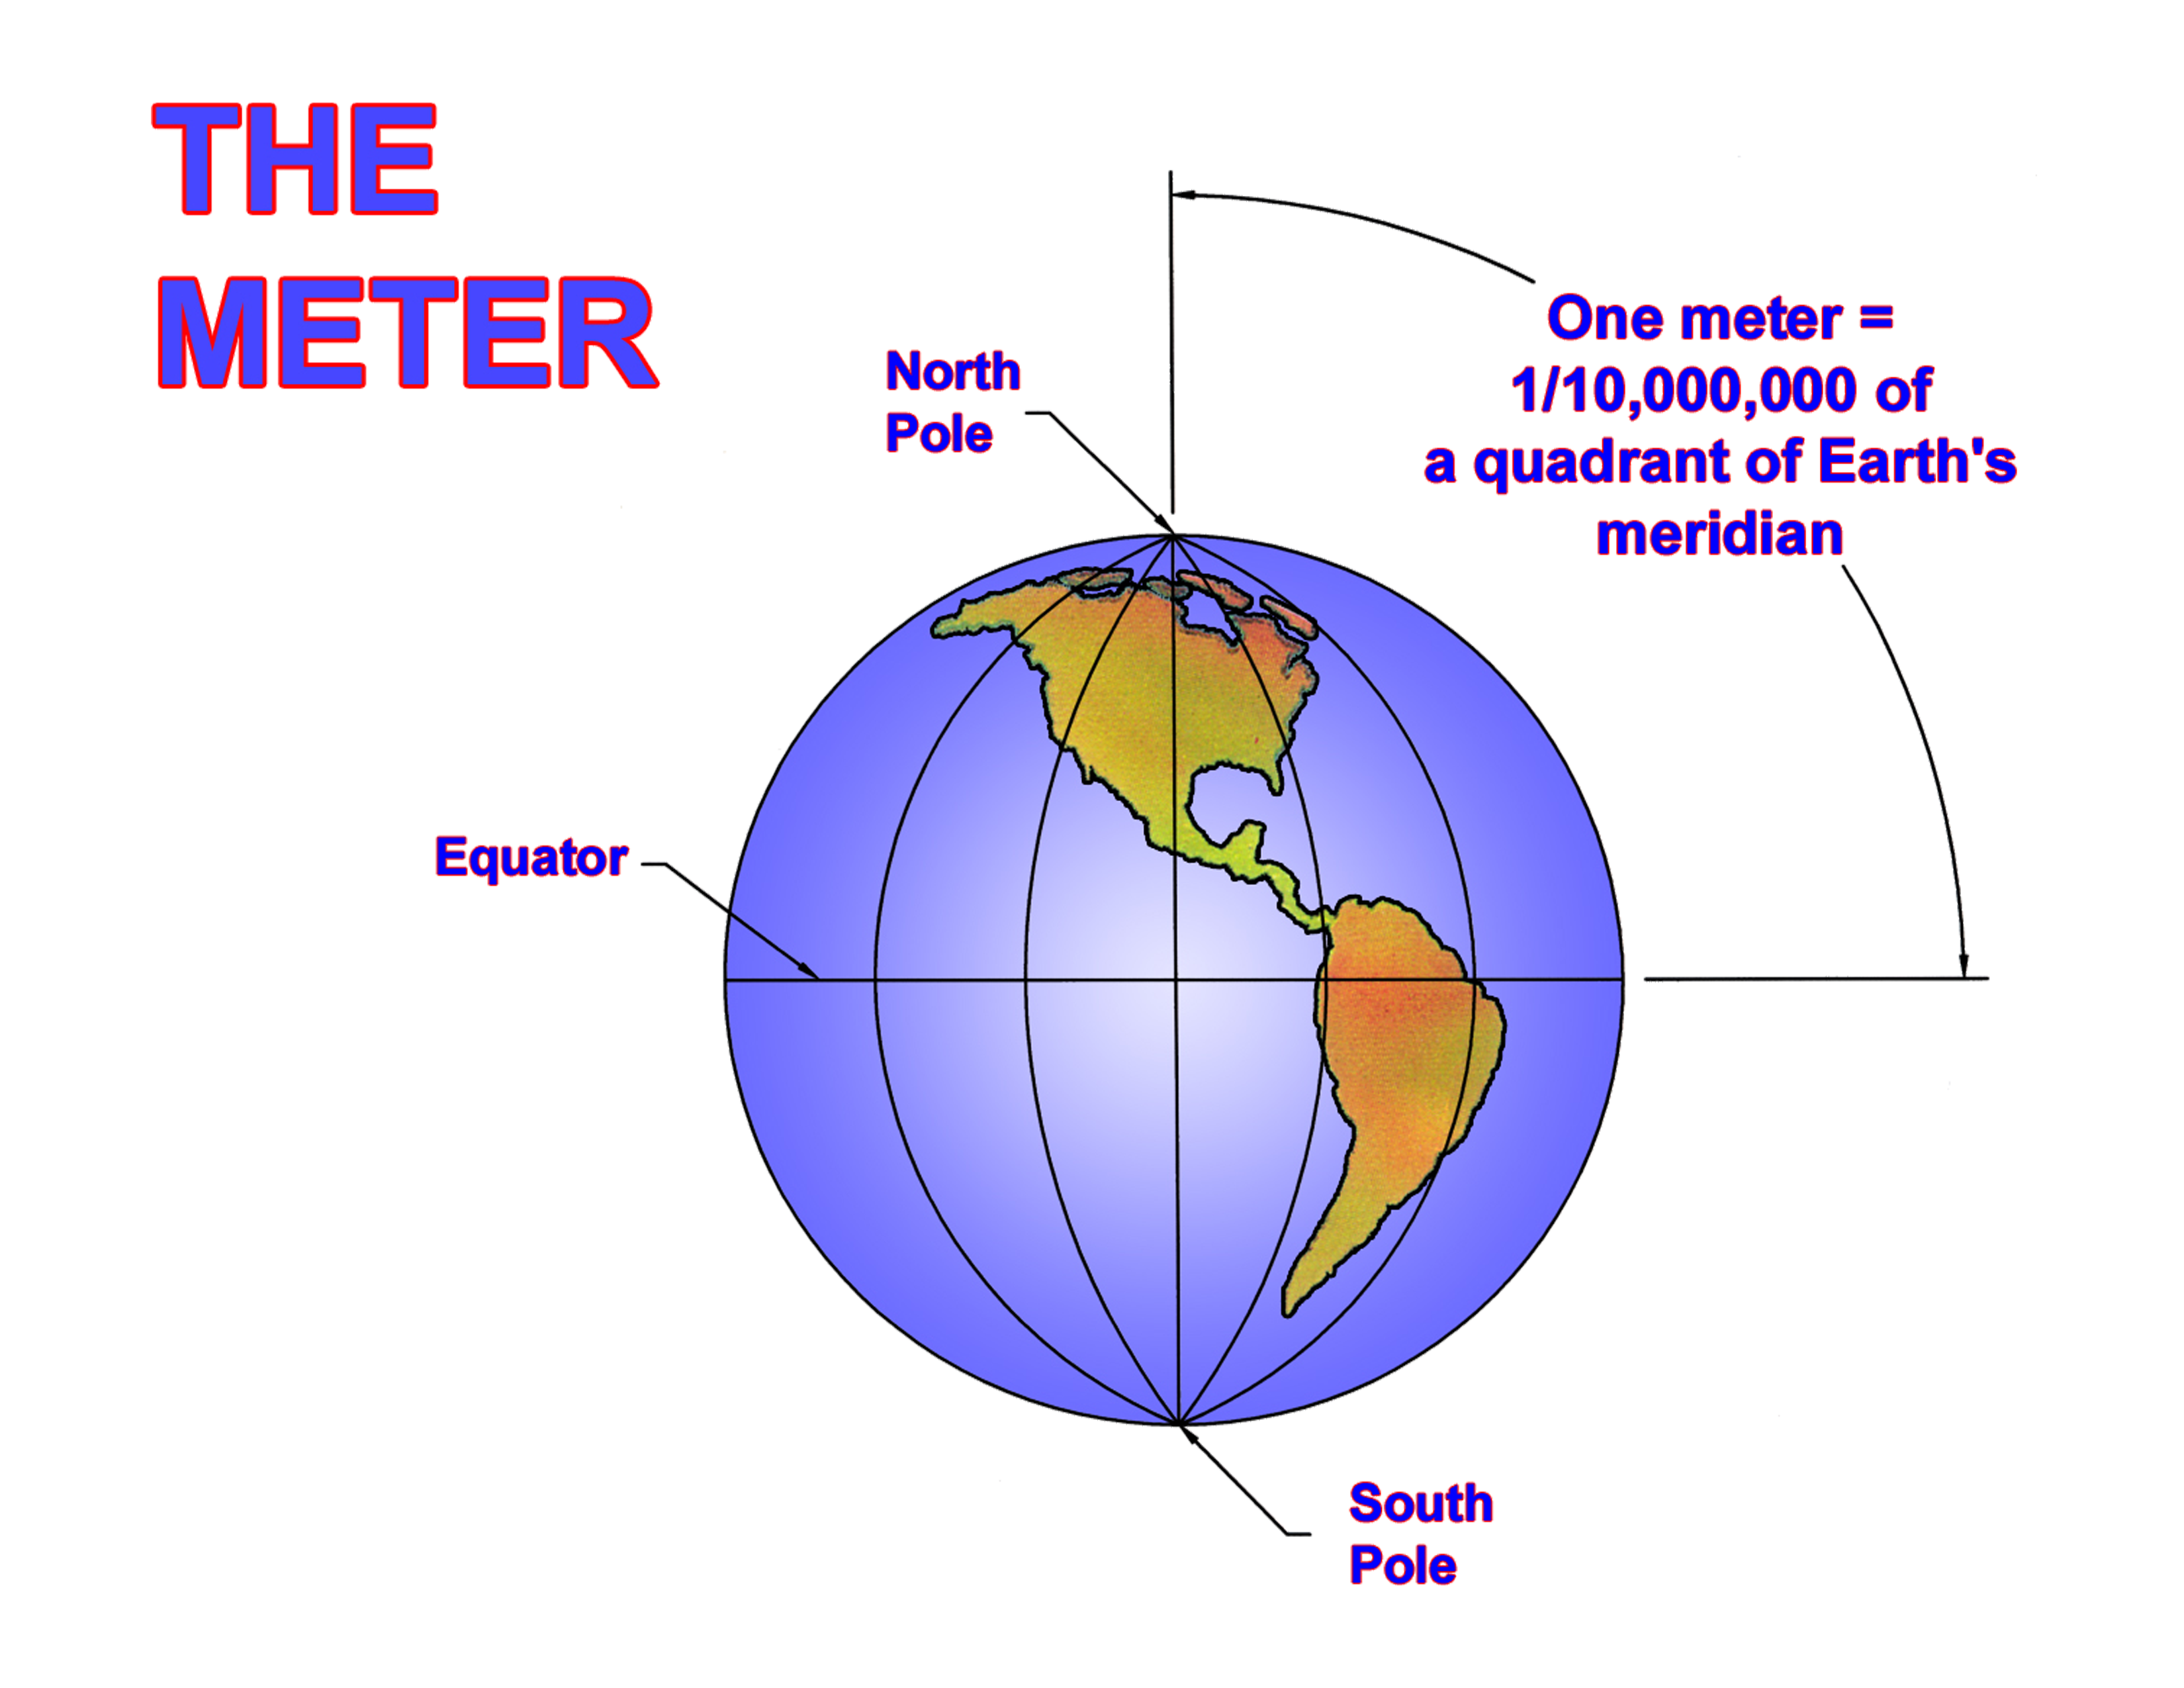 THE
METER
North
Pole
One meter =
1/10,000,000 of
a quadrant of Earth's
meridian
Equator
South
Pole